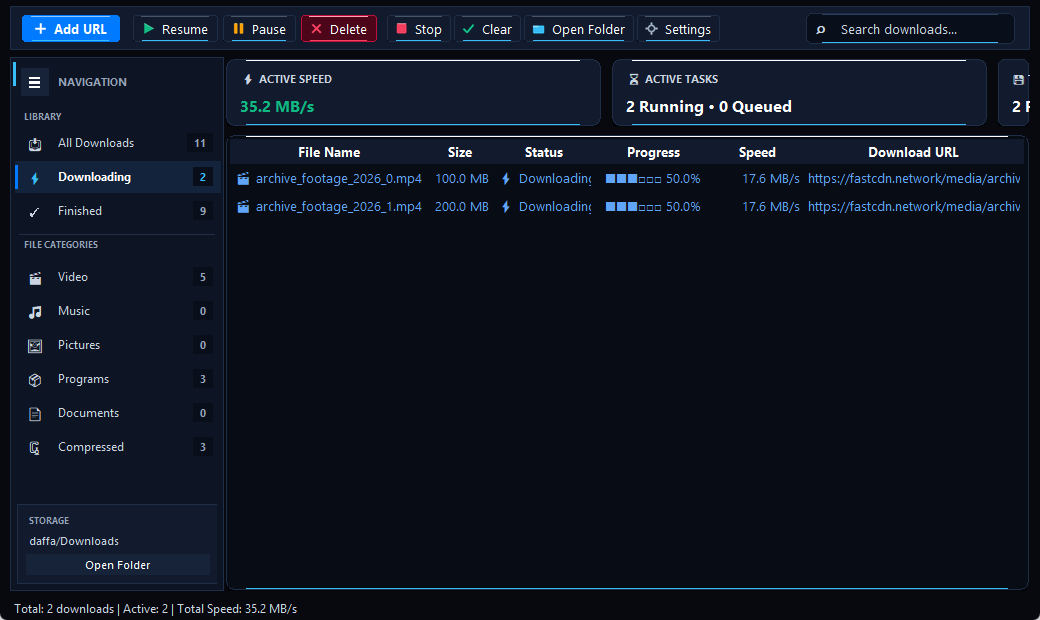 + Add URL
Resume
Pause
Delete
Stop
Clear
Open Folder
Settings
Search downloads...
NAVIGATION
LIBRARY
All Downloads 11
Downloading 2
Finished 9
FILE CATEGORIES
Video 5
Music 0
Pictures 0
Programs 3
Documents 0
Compressed 3
STORAGE
daffa/Downloads
Open Folder
ACTIVE SPEED
35.2 MB/s
ACTIVE TASKS
2 Running • 0 Queued
2
File Name Size Status Progress Speed Download URL
archive_footage_2026_0.mp4 100.0 MB Downloading 50.0% 17.6 MB/s https://fastcdn.network/media/archiv
archive_footage_2026_1.mp4 200.0 MB Downloading 50.0% 17.6 MB/s https://fastcdn.network/media/archiv
Total: 2 downloads | Active: 2 | Total Speed: 35.2 MB/s